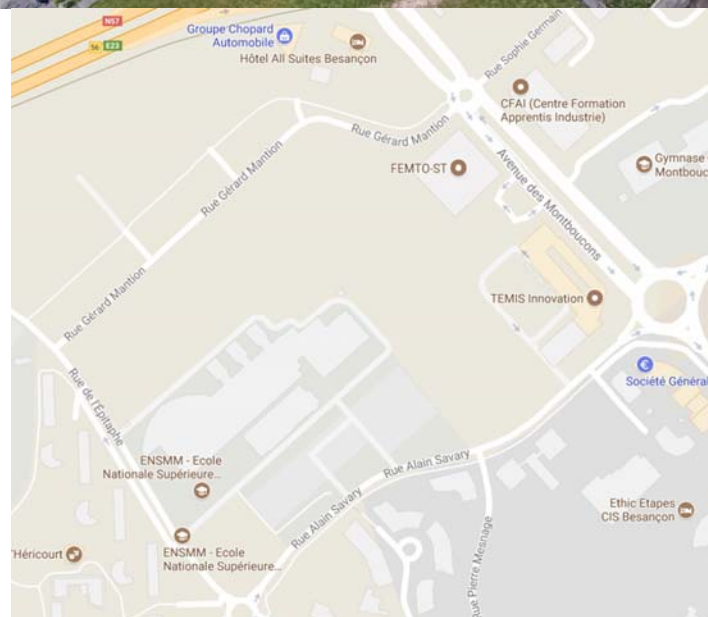 N57
56 E23
Groupe Chopard
Automobile
Hôtel All Suites Besançon
Rue Sophie Germain
CFAI (Centre Formation
Apprentis Industrie)
Rue Gérard Mantion
FEMTO-ST
Gymnase
Montbouc
Rue Gérard Mantion
Avenue des Montboucons
Rue Gérard Mantion
TEMIS Innovation
Société Général
Rue de l'Épitaphe
ENSMM - Ecole
Nationale Supérieure...
Rue Alain Savary
Ethic Etapes
CIS Besançon
Rue Alain Savary
'Héricourt
ENSMM - Ecole
Nationale Supérieure...
Rue Pierre Mesnage